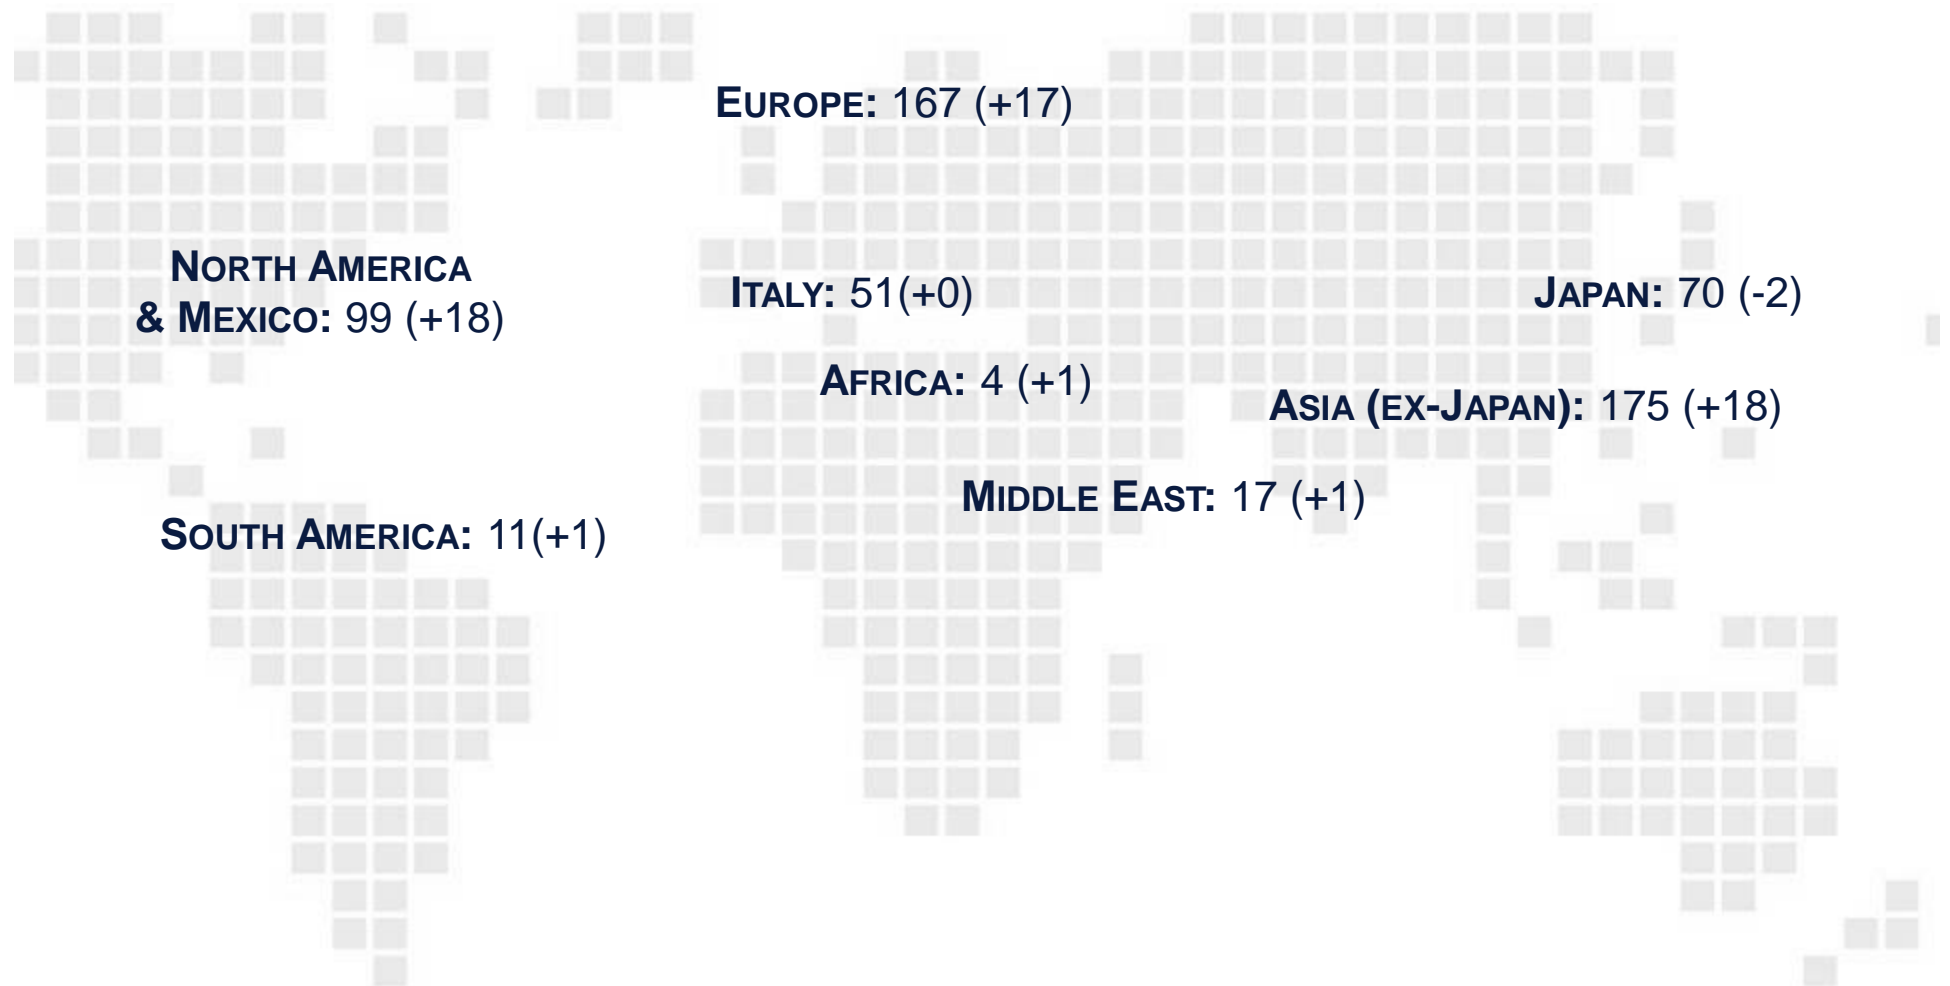 EUROPE: 167 (+17)
NORTH AMERICA
& MEXICO: 99 (+18)
ITALY: 51(+0)
JAPAN: 70 (-2)
AFRICA: 4 (+1)
ASIA (EX-JAPAN): 175 (+18)
MIDDLE EAST: 17 (+1)
SOUTH AMERICA: 11(+1)